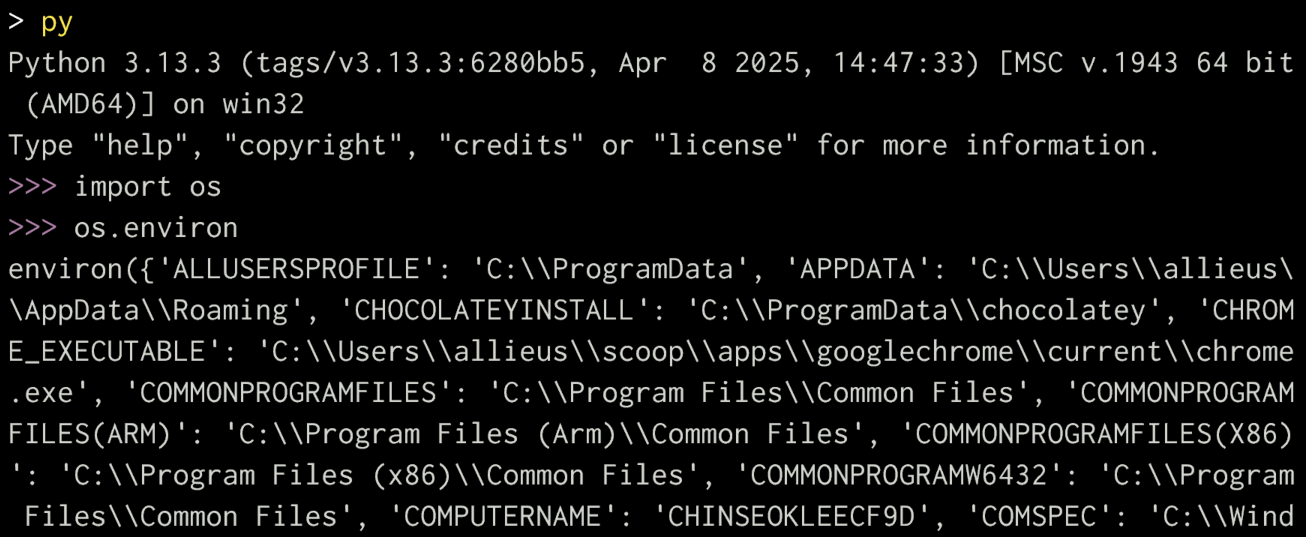 > py
Python 3.13.3 (tags/v3.13.3:6280bb5, Apr  8 2025, 14:47:33) [MSC v.1943 64 bit
 (AMD64)] on win32
Type "help", "copyright", "credits" or "license" for more information.
>>> import os
>>> os.environ
environ({'ALLUSERSPROFILE': 'C:\\ProgramData', 'APPDATA': 'C:\\Users\\allieus\
\AppData\\Roaming', 'CHOCOLATEYINSTALL': 'C:\\ProgramData\\chocolatey', 'CHROM
E_EXECUTABLE': 'C:\\Users\\allieus\\scoop\\apps\\googlechrome\\current\\chrome
.exe', 'COMMONPROGRAMFILES': 'C:\\Program Files\\Common Files', 'COMMONPROGRAM
FILES(ARM)': 'C:\\Program Files (Arm)\\Common Files', 'COMMONPROGRAMFILES(X86)
': 'C:\\Program Files (x86)\\Common Files', 'COMMONPROGRAMW6432': 'C:\\Program
 Files\\Common Files', 'COMPUTERNAME': 'CHINSEOKLEECF9D', 'COMSPEC': 'C:\\Wind